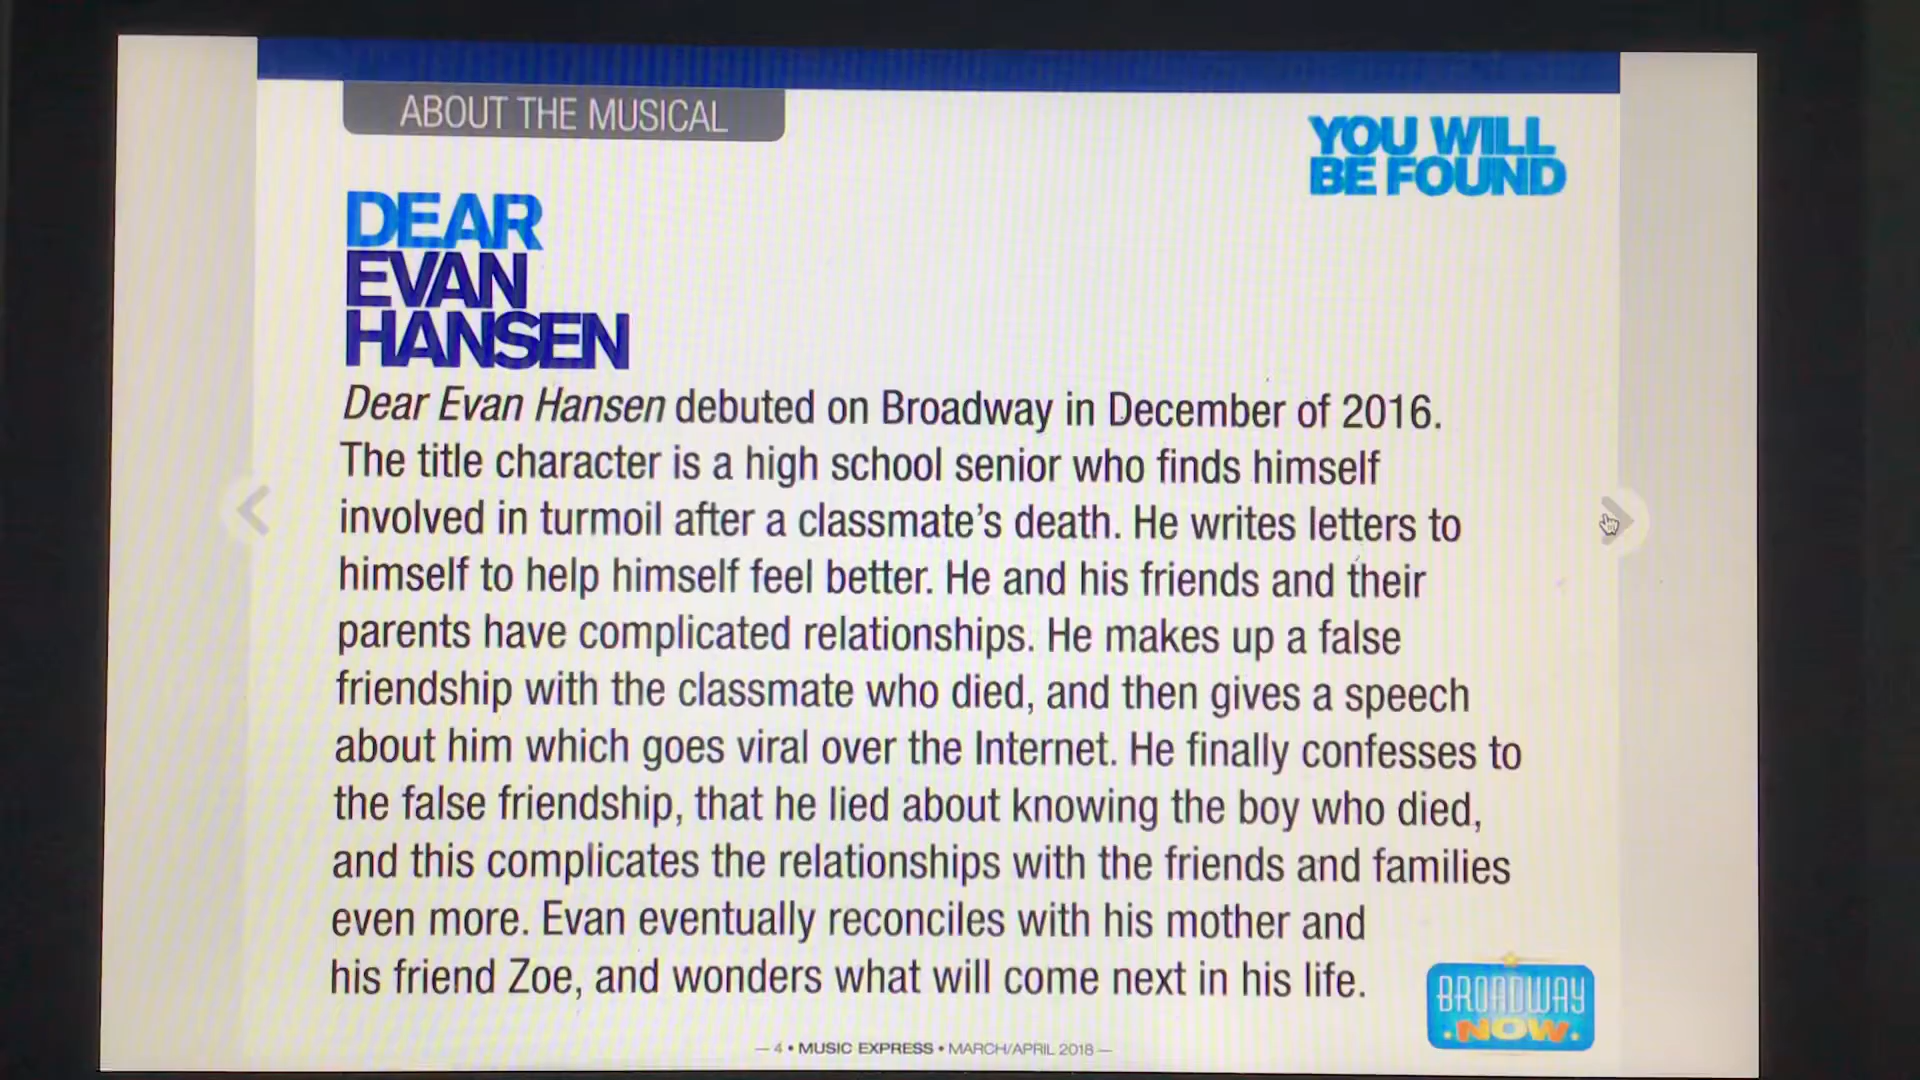 ABOUT THE MUSICAL
YOU WILL
BE FOUND
DEAR
EVAN
HANSEN
Dear Evan Hansen debuted on Broadway in December of 2016.
The title character is a high school senior who finds himself
involved in turmoil after a classmate's death. He writes letters to
himself to help himself feel better. He and his friends and their
parents have complicated relationships. He makes up a false
friendship with the classmate who died, and then gives a speech
about him which goes viral over the Internet. He finally confesses to
the false friendship, that he lied about knowing the boy who died,
and this complicates the relationships with the friends and families
even more. Evan eventually reconciles with his mother and
his friend Zoe, and wonders what will come next in his life.
BROADWAY
• NOW •
— 4 • MUSIC EXPRESS • MARCH/APRIL 2018 —